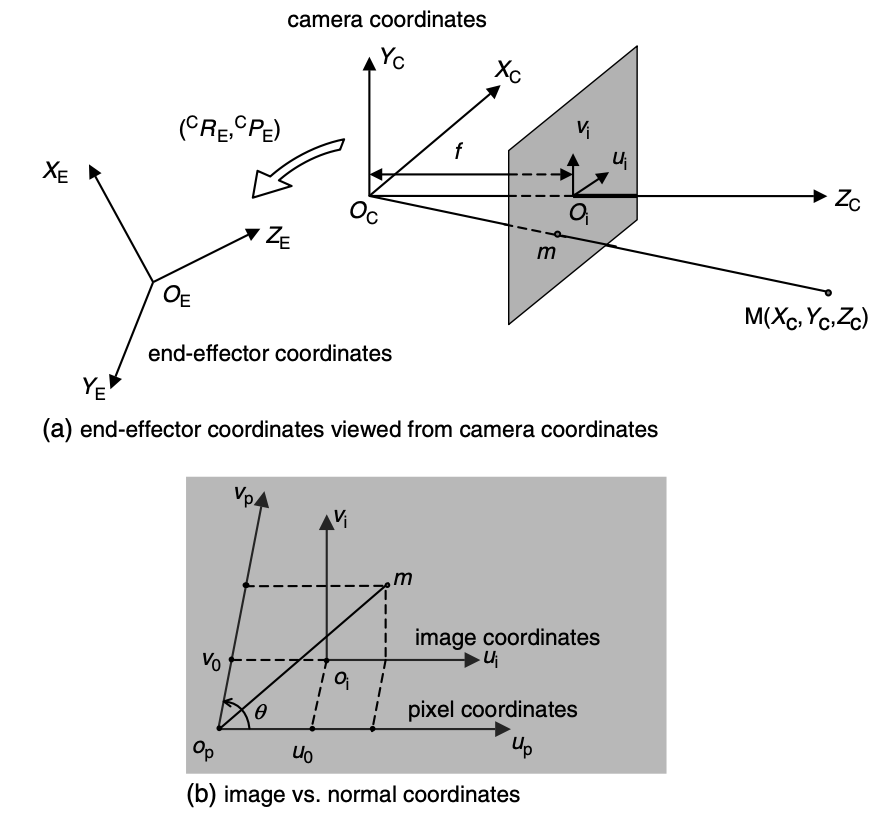 camera coordinates
Y_C
X_C
(^C R_E, ^C P_E)
f
v_i
u_i
X_E
Z_C
O_C
O_i
Z_E
m
O_E
M(X_C, Y_C, Z_C)
end-effector coordinates
Y_E
(a) end-effector coordinates viewed from camera coordinates
v_p
v_i
m
image coordinates
v_0
u_i
o_i
θ
pixel coordinates
o_p
u_0
u_p
(b) image vs. normal coordinates